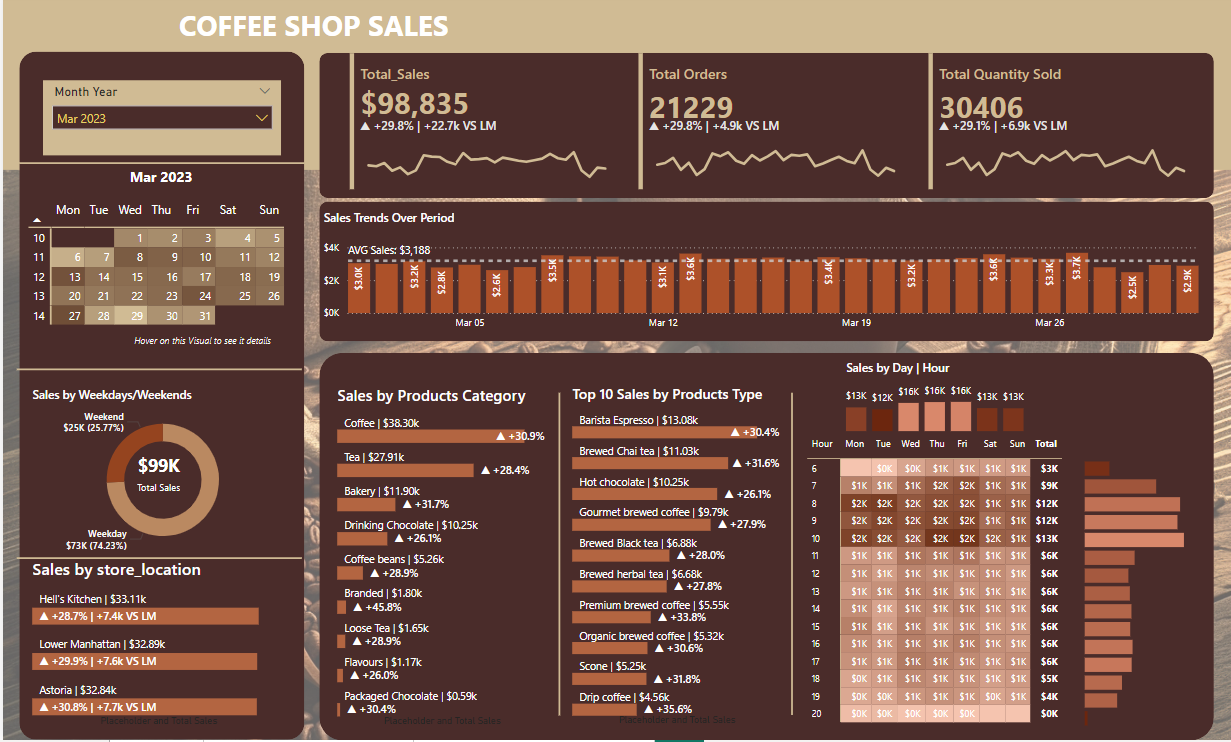 COFFEE SHOP SALES
Month Year
Mar 2023
Mar 2023
Mon Tue Wed Thu Fri Sat Sun
10 1 2 3 4 5
11 6 7 8 9 10 11 12
12 13 14 15 16 17 18 19
13 20 21 22 23 24 25 26
14 27 28 29 30 31
Hover on this Visual to see it details
Sales by Weekdays/Weekends
Weekend
$25K (25.77%)
$99K
Total Sales
Weekday
$73K (74.23%)
Sales by store_location
Hell's Kitchen | $33.11k
▲ +28.7% | +7.4k VS LM
Lower Manhattan | $32.89k
▲ +29.9% | +7.6k VS LM
Astoria | $32.84k
▲ +30.8% | +7.7k VS LM
Placeholder and Total Sales
Total_Sales
$98,835
▲ +29.8% | +22.7k VS LM
Total Orders
21229
▲ +29.8% | +4.9k VS LM
Total Quantity Sold
30406
▲ +29.1% | +6.9k VS LM
Sales Trends Over Period
$4K
AVG Sales: $3,188
$2K
$0K
$3.0K $3.2K $2.8K $2.6K $3.5K $3.1K $3.6K $3.4K $3.2K $3.6K $3.3K $3.7K $2.5K $2.9K
Mar 05 Mar 12 Mar 19 Mar 26
Sales by Products Category
Coffee | $38.30k
▲ +30.9%
Tea | $27.91k
▲ +28.4%
Bakery | $11.90k
▲ +31.7%
Drinking Chocolate | $10.25k
▲ +26.1%
Coffee beans | $5.26k
▲ +28.9%
Branded | $1.80k
▲ +45.8%
Loose Tea | $1.65k
▲ +28.9%
Flavours | $1.17k
▲ +26.0%
Packaged Chocolate | $0.59k
▲ +30.4%
Placeholder and Total Sales
Top 10 Sales by Products Type
Barista Espresso | $13.08k
▲ +30.4%
Brewed Chai tea | $11.03k
▲ +31.6%
Hot chocolate | $10.25k
▲ +26.1%
Gourmet brewed coffee | $9.79k
▲ +27.9%
Brewed Black tea | $6.88k
▲ +28.0%
Brewed herbal tea | $6.68k
▲ +27.8%
Premium brewed coffee | $5.55k
▲ +33.8%
Organic brewed coffee | $5.32k
▲ +30.6%
Scone | $5.25k
▲ +31.8%
Drip coffee | $4.56k
▲ +35.6%
Placeholder and Total Sales
Sales by Day | Hour
$13K $12K $16K $16K $16K $13K $13K
Hour Mon Tue Wed Thu Fri Sat Sun Total
6 $0K $0K $1K $1K $1K $1K $3K
7 $1K $1K $1K $2K $2K $1K $1K $9K
8 $2K $2K $2K $2K $2K $1K $1K $12K
9 $2K $2K $2K $2K $2K $1K $1K $12K
10 $2K $2K $2K $2K $2K $1K $1K $13K
11 $1K $1K $1K $1K $1K $1K $1K $6K
12 $1K $1K $1K $1K $1K $1K $1K $6K
13 $1K $1K $1K $1K $1K $1K $1K $6K
14 $1K $1K $1K $1K $1K $1K $1K $6K
15 $1K $1K $1K $1K $1K $1K $1K $6K
16 $1K $1K $1K $1K $1K $1K $1K $6K
17 $1K $1K $1K $1K $1K $1K $1K $6K
18 $0K $1K $1K $1K $1K $0K $1K $5K
19 $0K $0K $1K $1K $1K $0K $1K $4K
20 $0K $0K $0K $0K $0K $0K